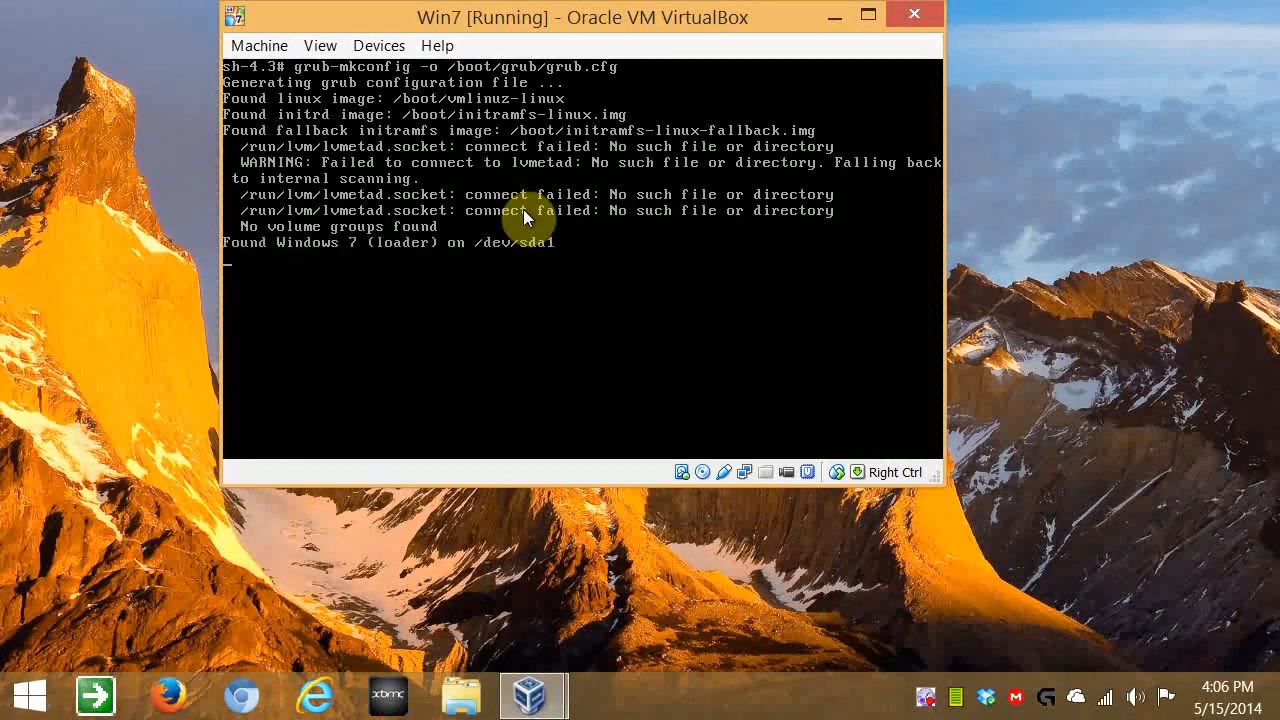 Win7 [Running] - Oracle VM VirtualBox
Machine View Devices Help
sh-4.3# grub-mkconfig -o /boot/grub/grub.cfg
Generating grub configuration file ...
Found linux image: /boot/vmlinuz-linux
Found initrd image: /boot/initramfs-linux.img
Found fallback initramfs image: /boot/initramfs-linux-fallback.img
/run/lvm/lvmetad.socket: connect failed: No such file or directory
WARNING: Failed to connect to lvmetad: No such file or directory. Falling back
to internal scanning.
/run/lvm/lvmetad.socket: connect failed: No such file or directory
/run/lvm/lvmetad.socket: connect failed: No such file or directory
No volume groups found
Found Windows 7 (loader) on /dev/sda1
_
Right Ctrl
xbmc
4:06 PM
5/15/2014